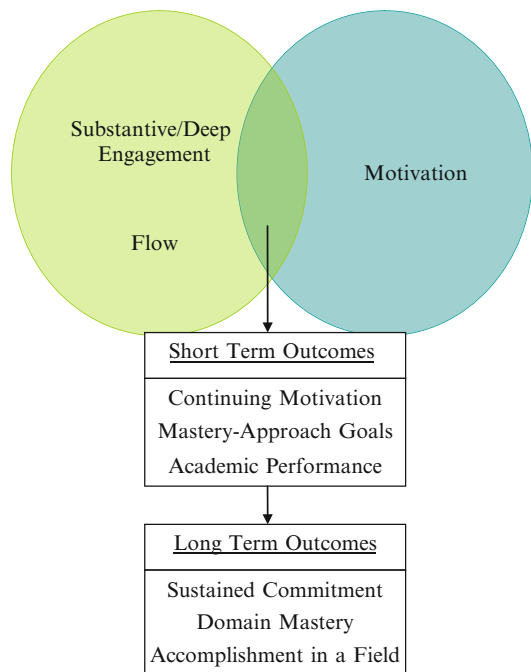 Substantive/Deep
Engagement
Flow
Motivation
Short Term Outcomes
Continuing Motivation
Mastery-Approach Goals
Academic Performance
Long Term Outcomes
Sustained Commitment
Domain Mastery
Accomplishment in a Field